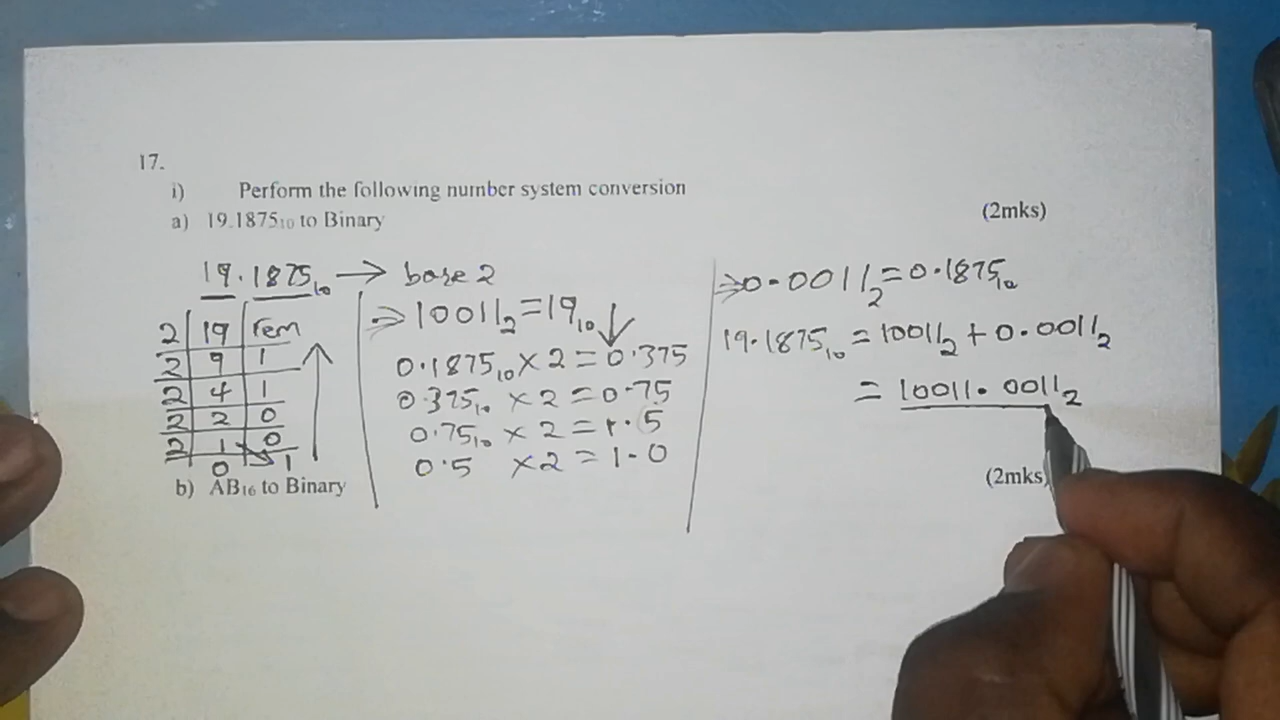 17.
i) Perform the following number system conversion
a) 19.1875₁₀ to Binary (2mks)
19.1875₁₀ → base 2
2 | 19 | rem
2 | 9 | 1
2 | 4 | 1
2 | 2 | 0
2 | 1 | 0
0 | 1
⇒ 10011₂ = 19₁₀
0.1875₁₀ × 2 = 0.375
0.375₁₀ × 2 = 0.75
0.75₁₀ × 2 = 1.5
0.5 × 2 = 1.0
⇒ 0.0011₂ = 0.1875₁₀
19.1875₁₀ = 10011₂ + 0.0011₂
= 10011.0011₂
b) AB₁₆ to Binary (2mks)